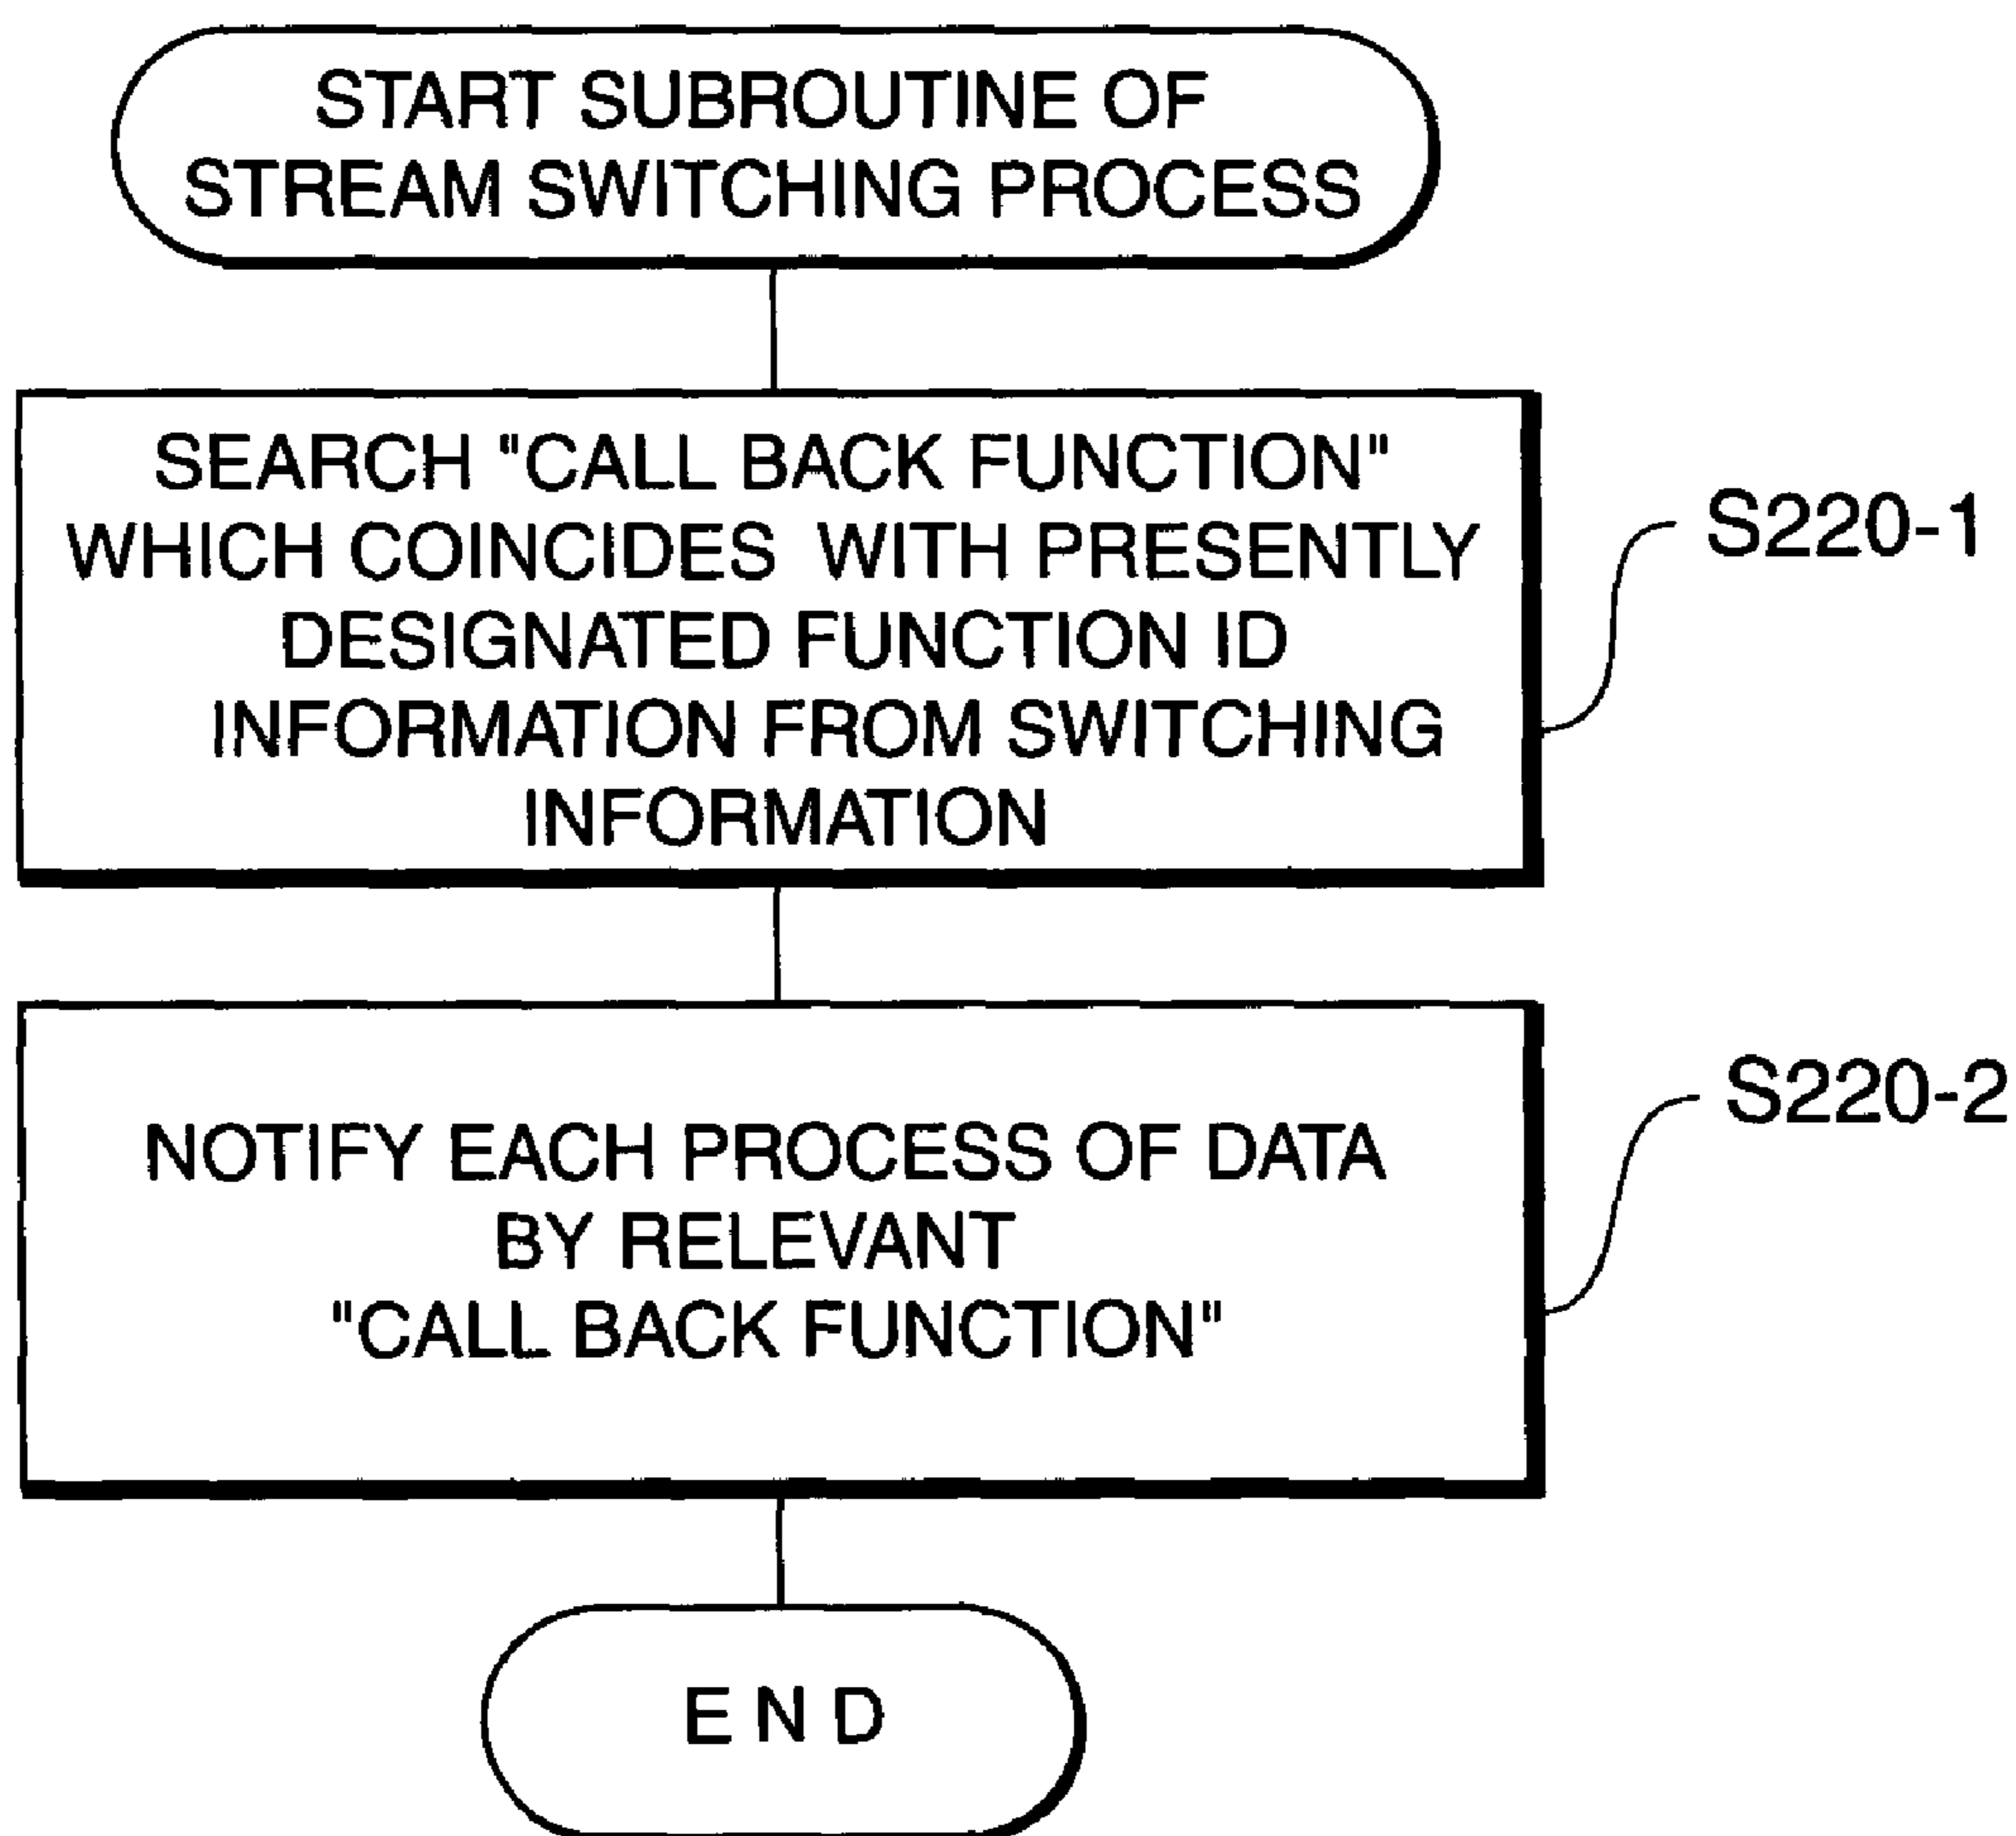 START SUBROUTINE OF
STREAM SWITCHING PROCESS
SEARCH "CALL BACK FUNCTION"
WHICH COINCIDES WITH PRESENTLY
DESIGNATED FUNCTION ID
INFORMATION FROM SWITCHING
INFORMATION
S220-1
NOTIFY EACH PROCESS OF DATA
BY RELEVANT
"CALL BACK FUNCTION"
S220-2
END